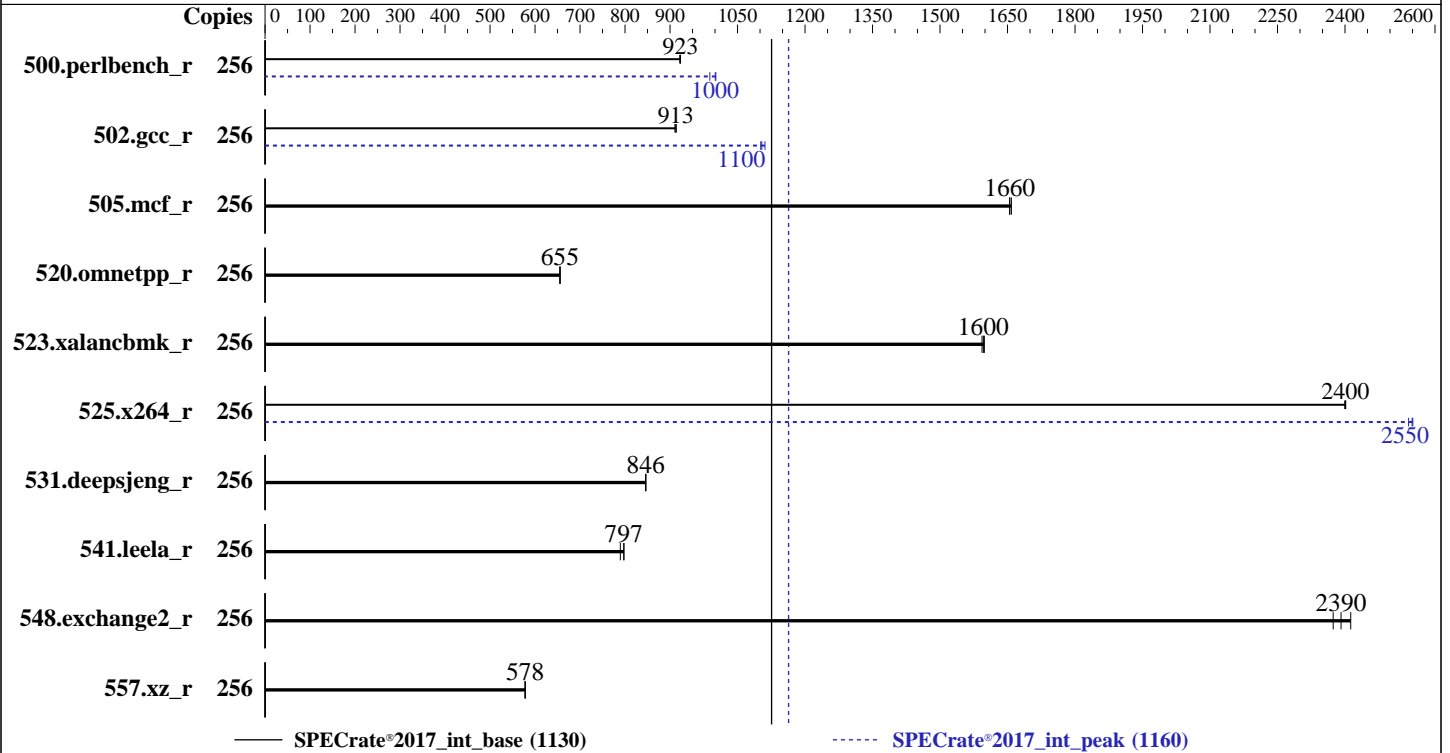 Copies 0 100 200 300 400 500 600 700 800 900 1050 1200 1350 1500 1650 1800 1950 2100 2250 2400 2600
500.perlbench_r 256 923
1000
502.gcc_r 256 913
1100
505.mcf_r 256 1660
520.omnetpp_r 256 655
523.xalancbmk_r 256 1600
525.x264_r 256 2400
2550
531.deepsjeng_r 256 846
541.leela_r 256 797
548.exchange2_r 256 2390
557.xz_r 256 578
SPECrate®2017_int_base (1130) SPECrate®2017_int_peak (1160)